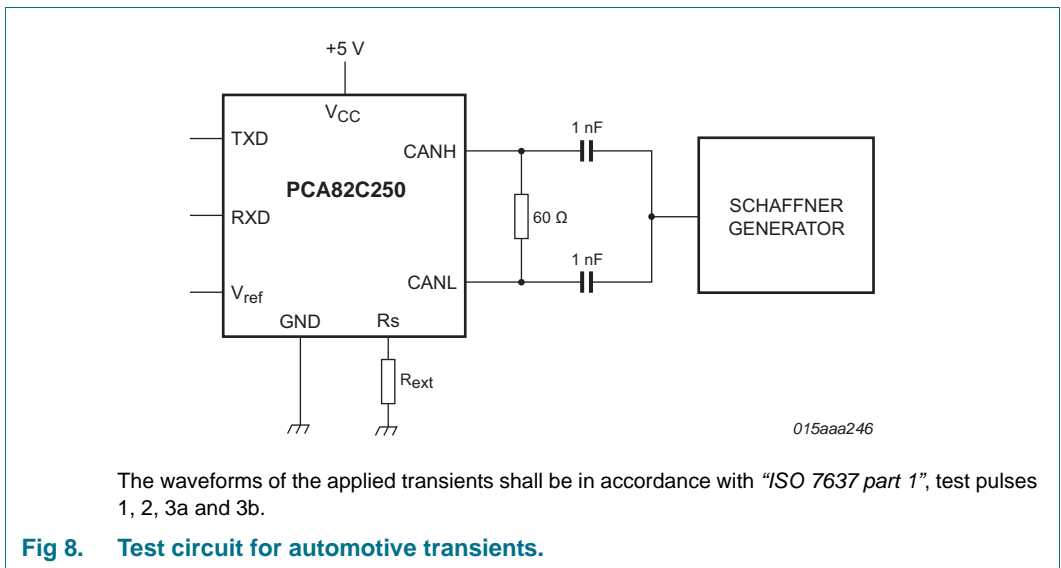 +5 V
VCC
TXD
CANH
1 nF
PCA82C250
RXD
60 Ω
SCHAFFNER
GENERATOR
1 nF
CANL
Vref
GND
Rs
Rext
015aaa246
The waveforms of the applied transients shall be in accordance with “ISO 7637 part 1”, test pulses
1, 2, 3a and 3b.
Fig 8. Test circuit for automotive transients.